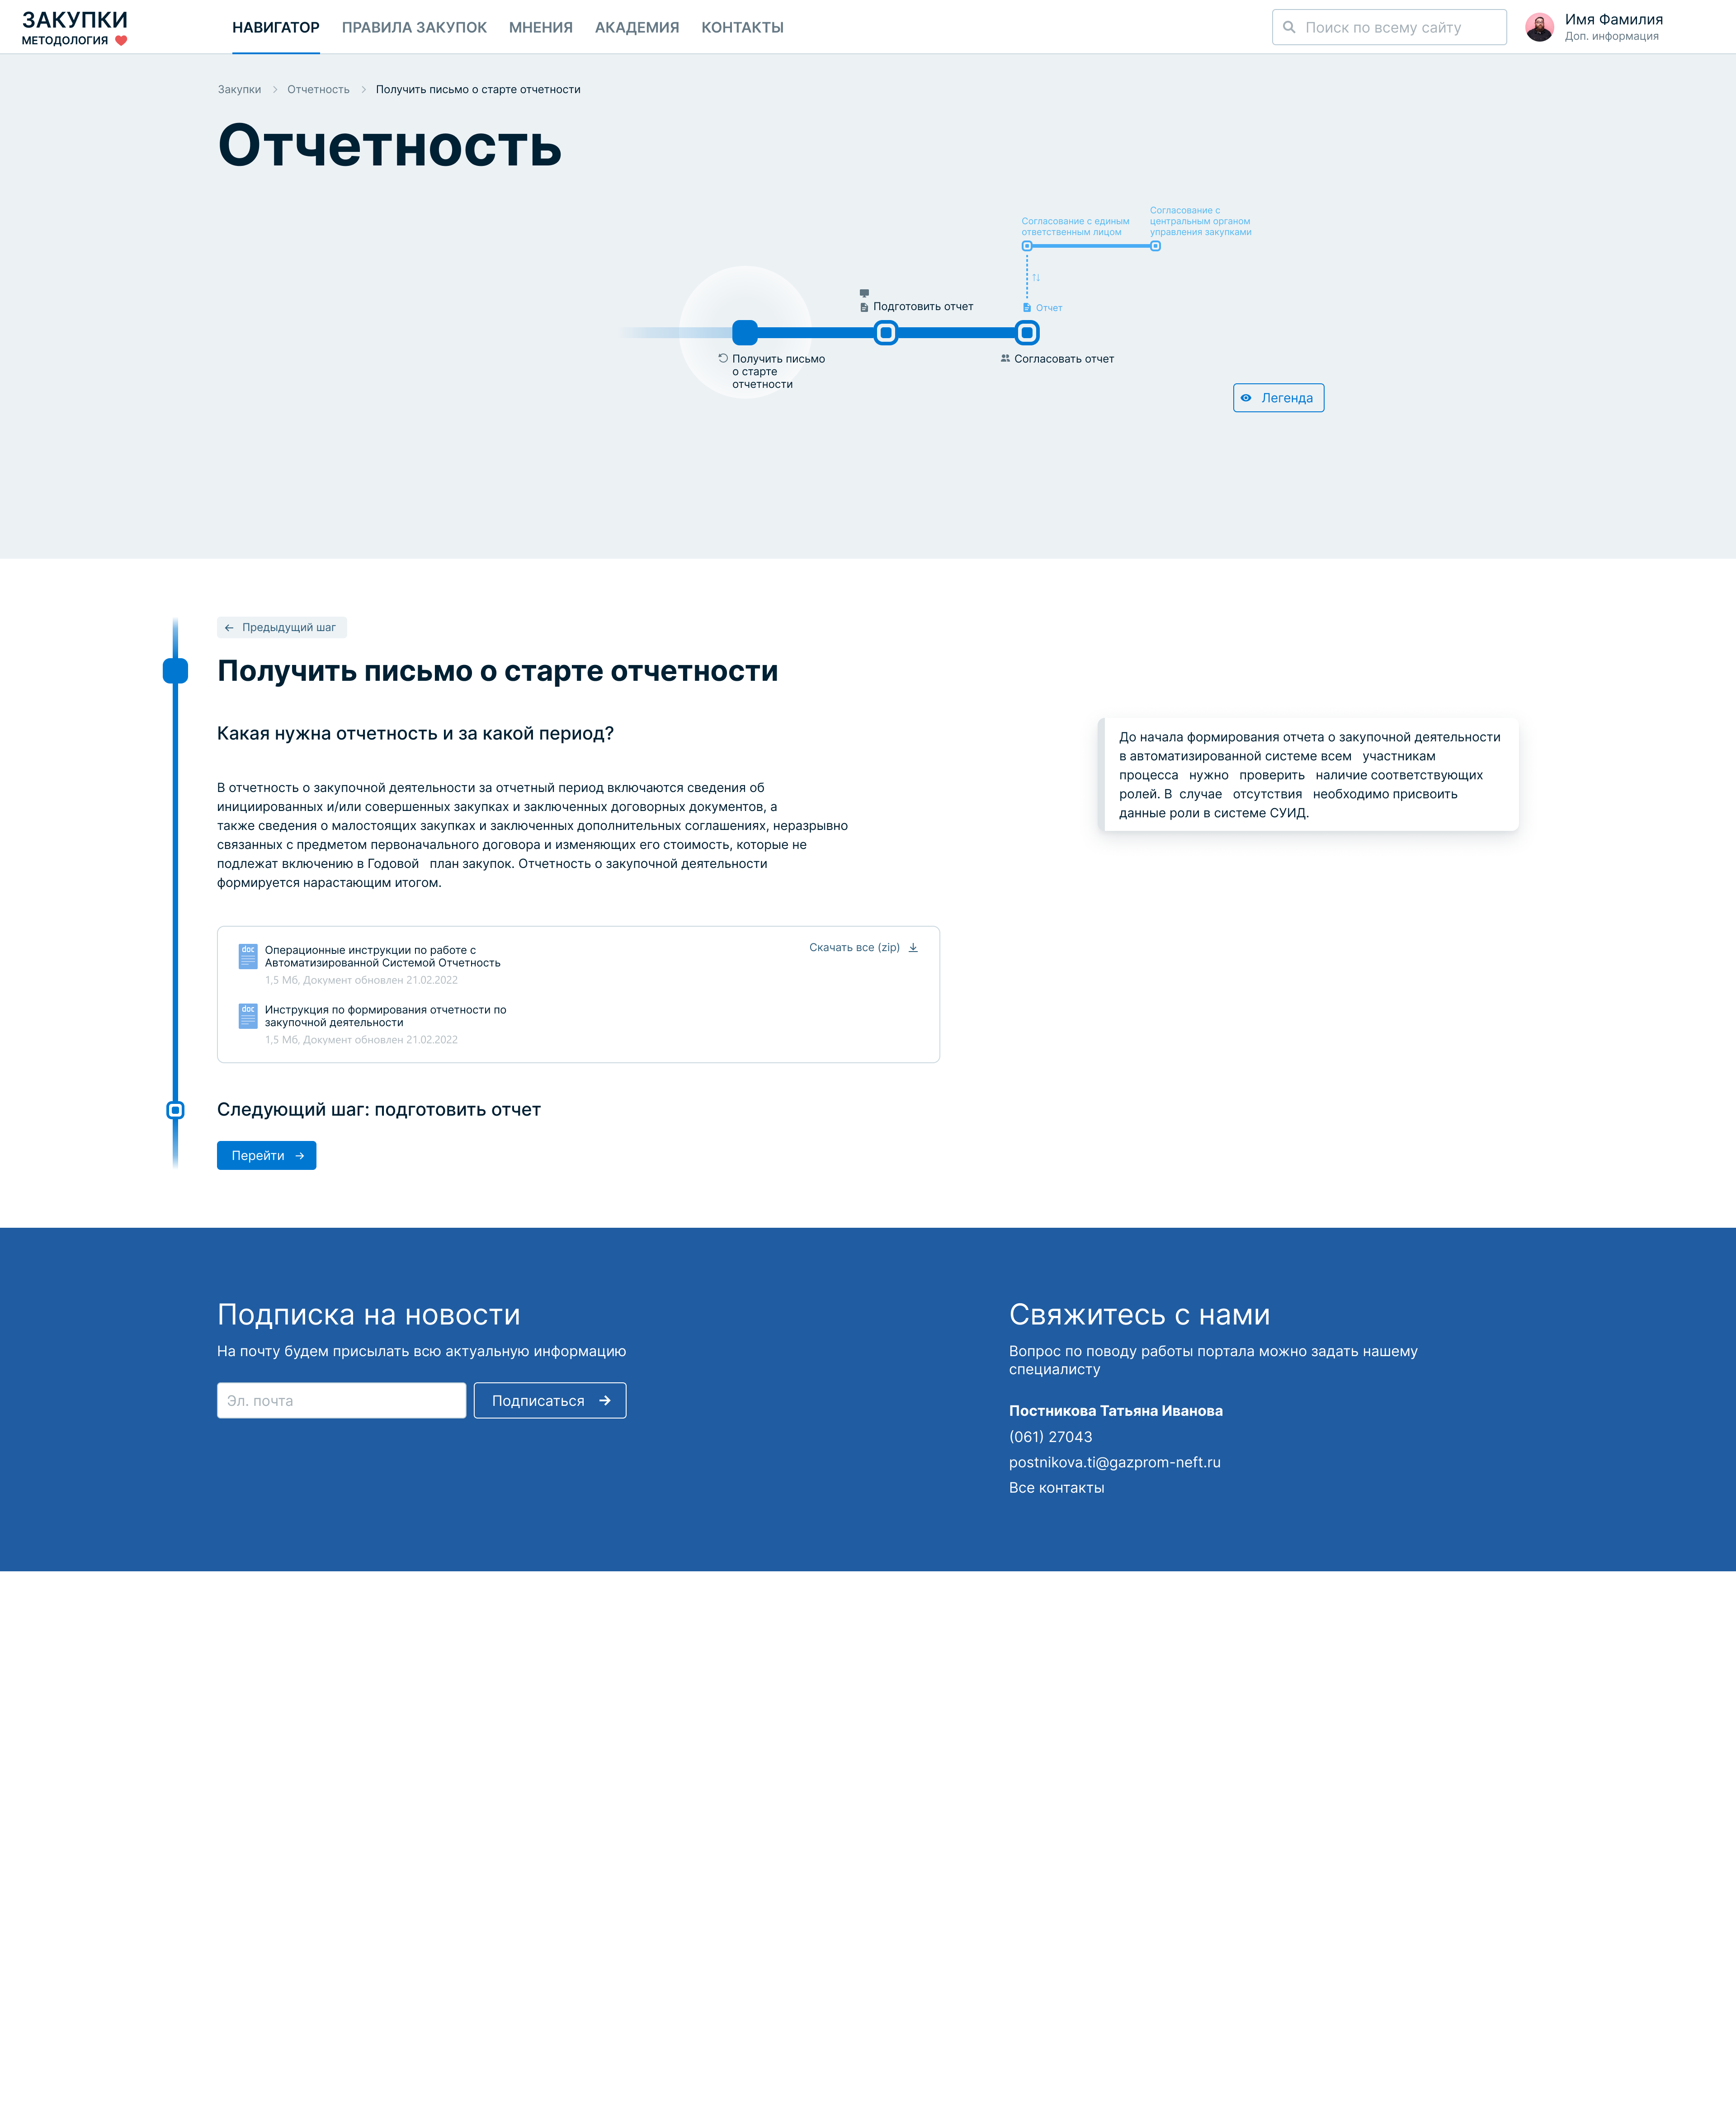 ЗАКУПКИ
МЕТОДОЛОГИЯ
НАВИГАТОР
ПРАВИЛА ЗАКУПОК
МНЕНИЯ
АКАДЕМИЯ
КОНТАКТЫ
Поиск по всему сайту
Имя Фамилия
Доп. информация
Закупки
Отчетность
Получить письмо о старте отчетности
Отчетность
Согласование с единым
ответственным лицом
Согласование с
центральным органом
управления закупками
Подготовить отчет
Отчет
Получить письмо
о старте
отчетности
Согласовать отчет
Легенда
Предыдущий шаг
Получить письмо о старте отчетности
Какая нужна отчетность и за какой период?
В отчетность о закупочной деятельности за отчетный период включаются сведения об
инициированных и/или совершенных закупках и заключенных договорных документов, а
также сведения о малостоящих закупках и заключенных дополнительных соглашениях, неразрывно
связанных с предметом первоначального договора и изменяющих его стоимость, которые не
подлежат включению в Годовой план закупок. Отчетность о закупочной деятельности
формируется нарастающим итогом.
До начала формирования отчета о закупочной деятельности
в автоматизированной системе всем участникам
процесса нужно проверить наличие соответствующих
ролей. В случае отсутствия необходимо присвоить
данные роли в системе СУИД.
doc
Операционные инструкции по работе с
Автоматизированной Системой Отчетность
1,5 Мб, Документ обновлен 21.02.2022
Скачать все (zip)
doc
Инструкция по формирования отчетности по
закупочной деятельности
1,5 Мб, Документ обновлен 21.02.2022
Следующий шаг: подготовить отчет
Перейти
Подписка на новости
На почту будем присылать всю актуальную информацию
Эл. почта
Подписаться
Свяжитесь с нами
Вопрос по поводу работы портала можно задать нашему
специалисту
Постникова Татьяна Иванова
(061) 27043
postnikova.ti@gazprom-neft.ru
Все контакты